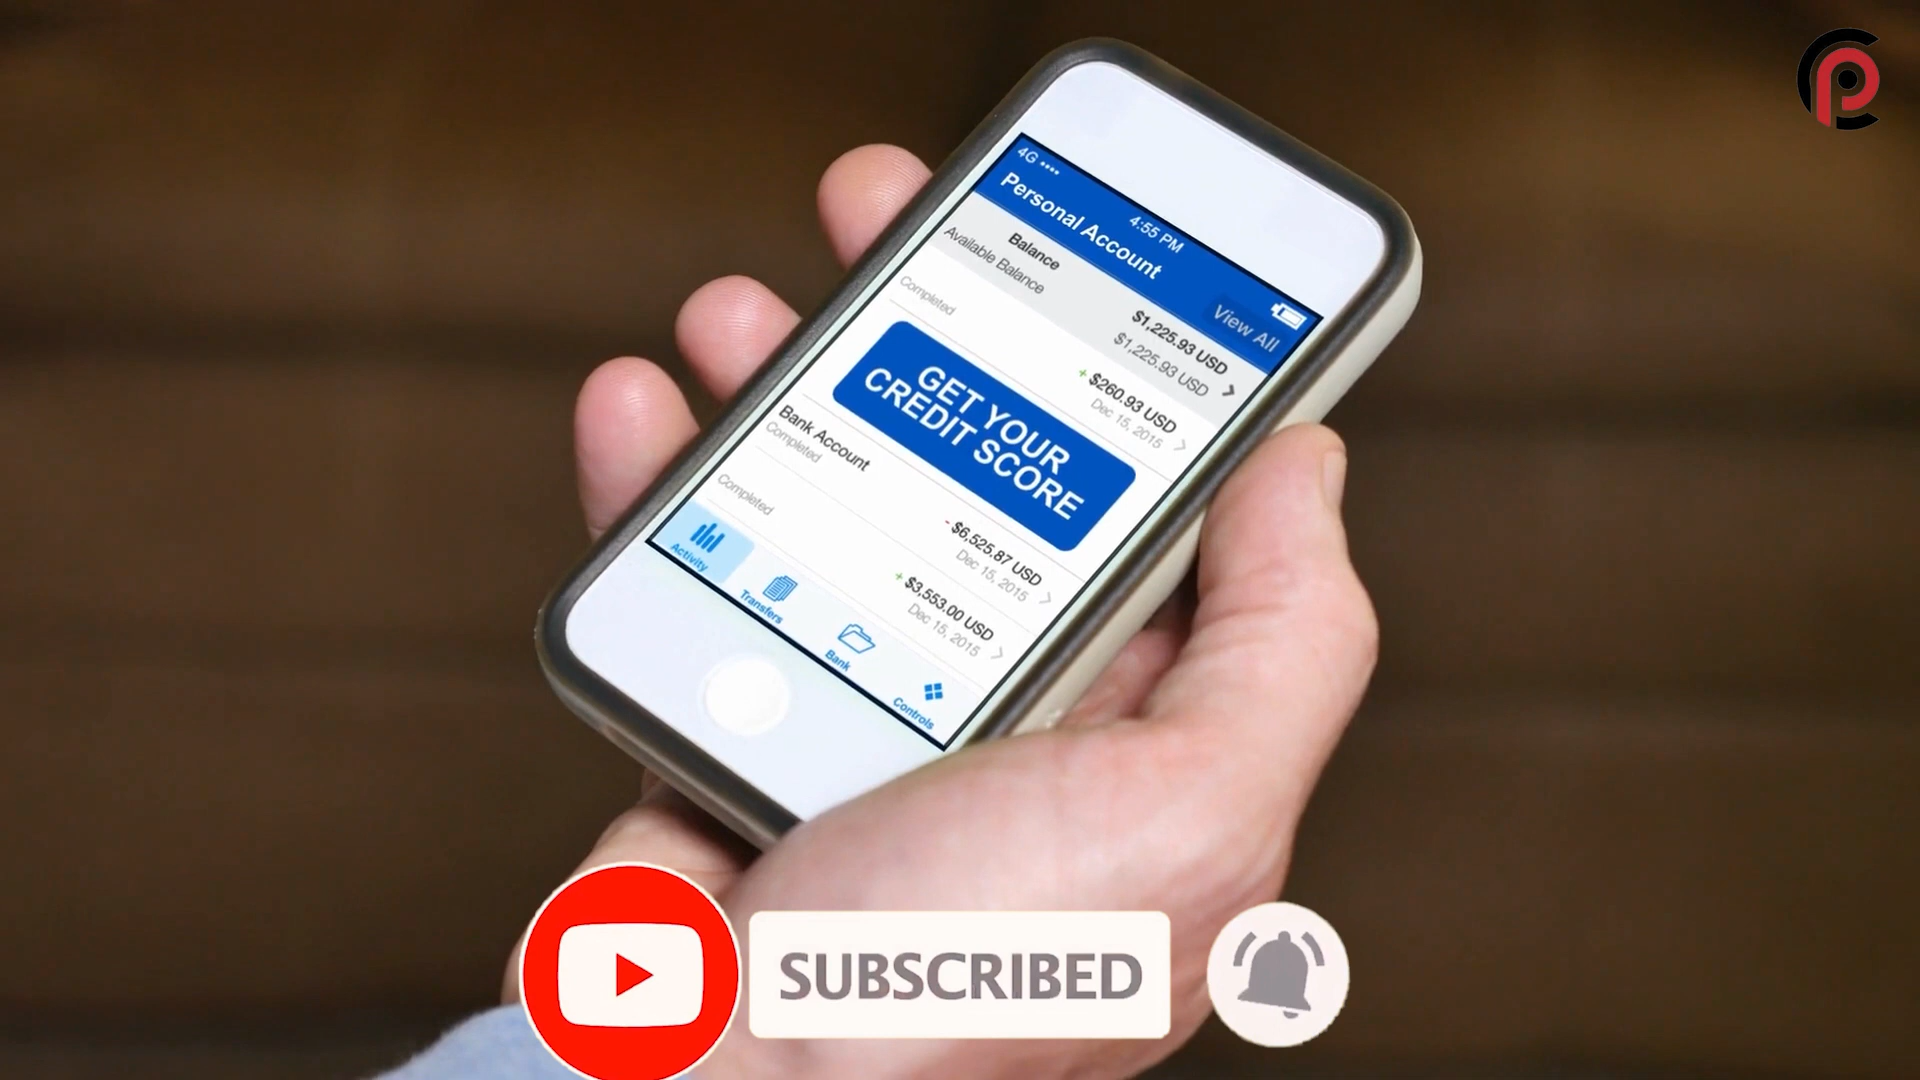 4G
4:55 PM
Personal Account
View All
Balance
$1,225.93 USD
Available Balance
$1,225.93 USD
+ $260.93 USD
Completed
Dec 15, 2015
GET YOUR
CREDIT SCORE
Bank Account
- $6,525.87 USD
Completed
Dec 15, 2015
+ $3,553.00 USD
Completed
Dec 15, 2015
Activity
Transfers
Bank
Controls
SUBSCRIBED